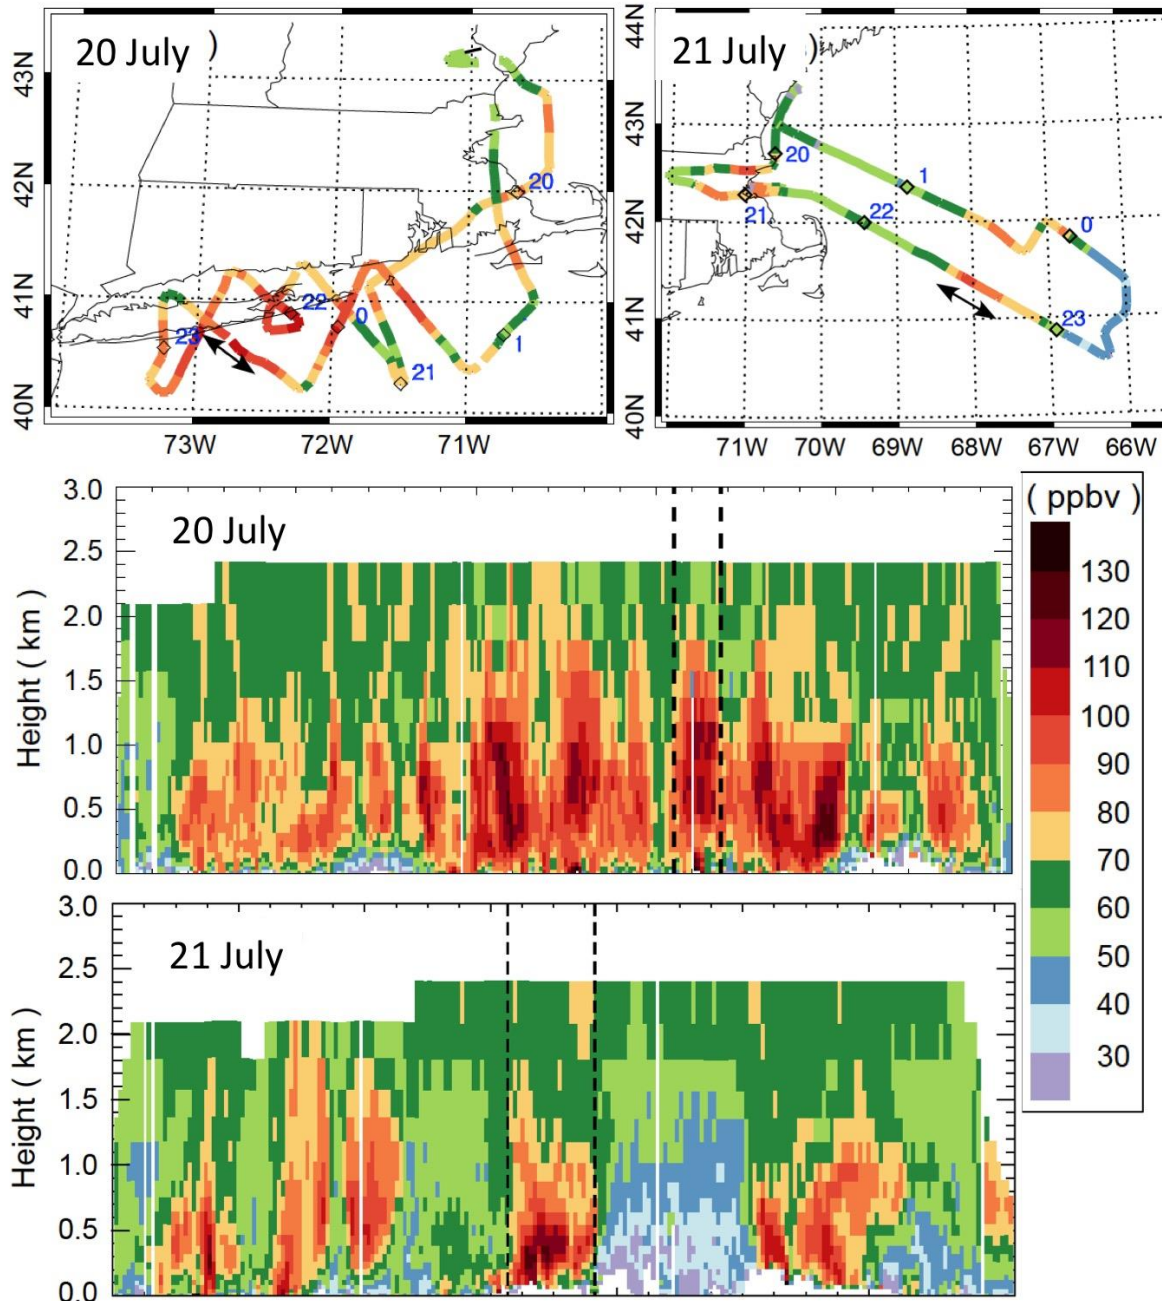 20 July )
43N
42N
41N
40N
20
22
0
23
21
1
73W
72W
71W
21 July )
44N
43N
42N
41N
40N
20
1
21
22
0
23
71W
70W
69W
68W
67W
66W
3.0
20 July
2.5
2.0
1.5
1.0
0.5
0.0
Height ( km )
( ppbv )
130
120
110
100
90
80
70
60
50
40
30
3.0
21 July
2.5
2.0
1.5
1.0
0.5
0.0
Height ( km )